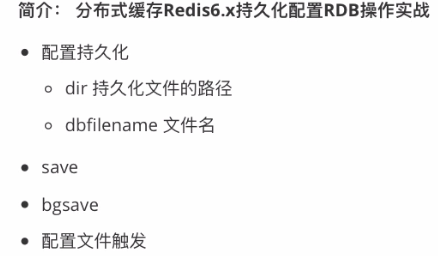 简介： 分布式缓存Redis6.x持久化配置RDB操作实战
配置持久化
dir 持久化文件的路径
dbfilename 文件名
save
bgsave
配置文件触发